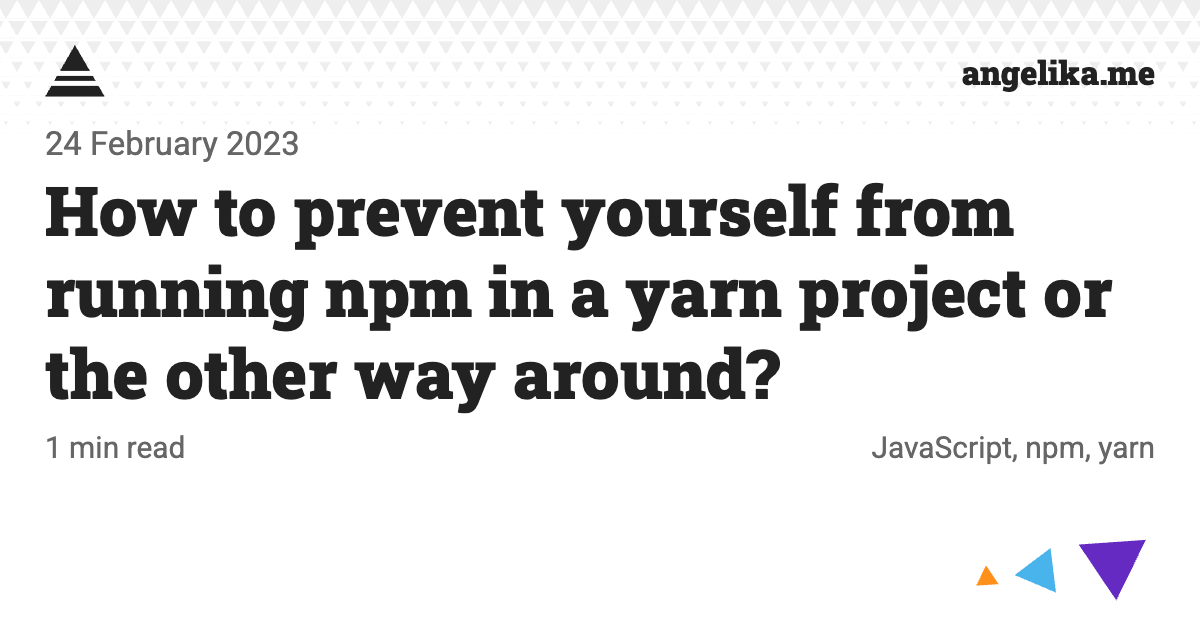 angelika.me
24 February 2023
How to prevent yourself from
running npm in a yarn project or
the other way around?
1 min read
JavaScript, npm, yarn